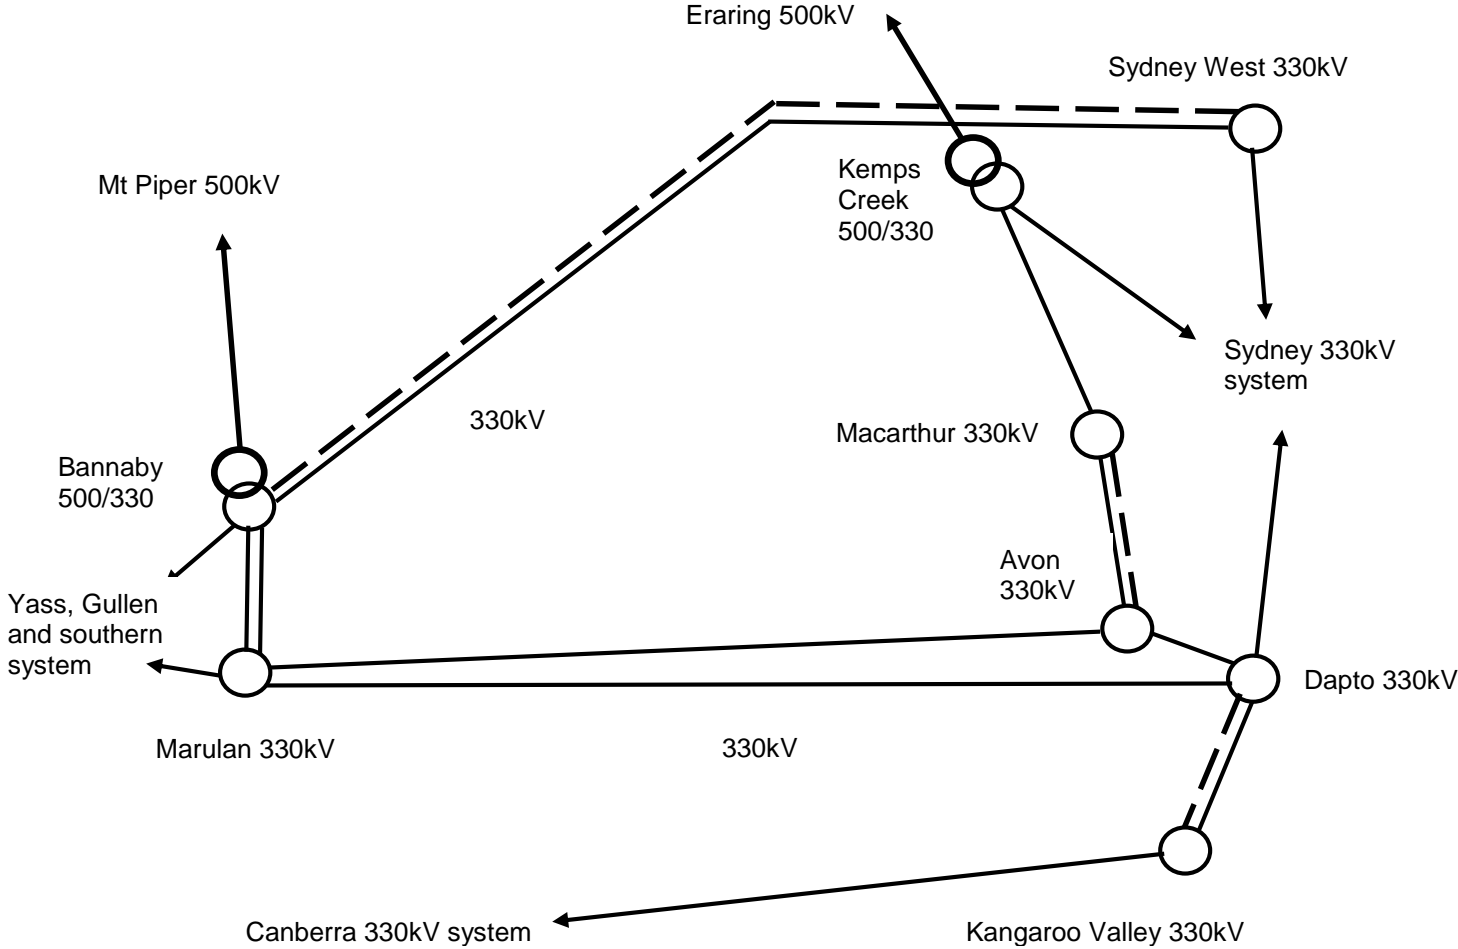 Eraring 500kV
Sydney West 330kV
Mt Piper 500kV
Kemps
Creek
500/330
Sydney 330kV
system
330kV
Macarthur 330kV
Bannaby
500/330
Avon
330kV
Yass, Gullen
and southern
system
Dapto 330kV
Marulan 330kV
330kV
Canberra 330kV system
Kangaroo Valley 330kV